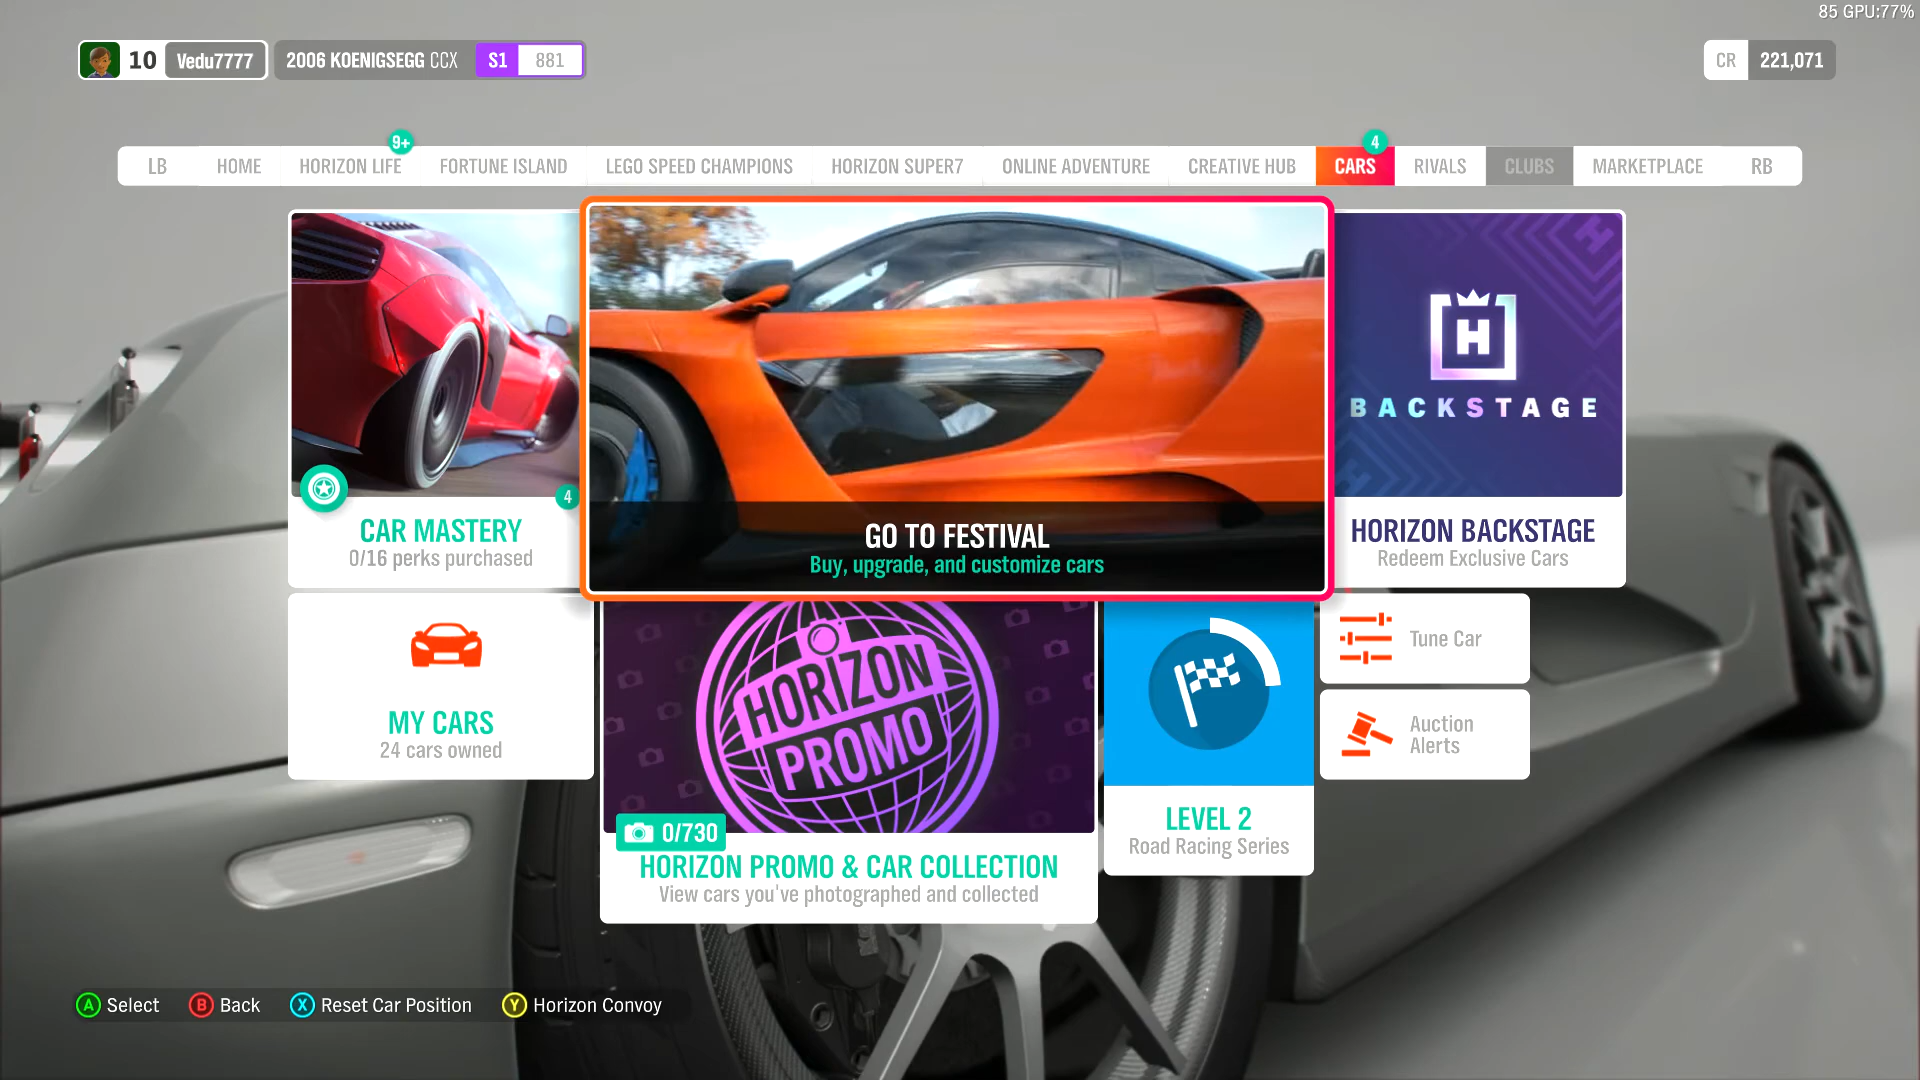 85 GPU:77%
10 Vedu7777 2006 KOENIGSEGG CCX S1 881 CR 221,071
9+ 4
LB HOME HORIZON LIFE FORTUNE ISLAND LEGO SPEED CHAMPIONS HORIZON SUPER7 ONLINE ADVENTURE CREATIVE HUB CARS RIVALS CLUBS MARKETPLACE RB
4
CAR MASTERY
0/16 perks purchased
GO TO FESTIVAL
Buy, upgrade, and customize cars
H
BACKSTAGE
HORIZON BACKSTAGE
Redeem Exclusive Cars
MY CARS
24 cars owned
HORIZON
PROMO
0/730
HORIZON PROMO & CAR COLLECTION
View cars you've photographed and collected
LEVEL 2
Road Racing Series
Tune Car
Auction
Alerts
A Select B Back X Reset Car Position Y Horizon Convoy